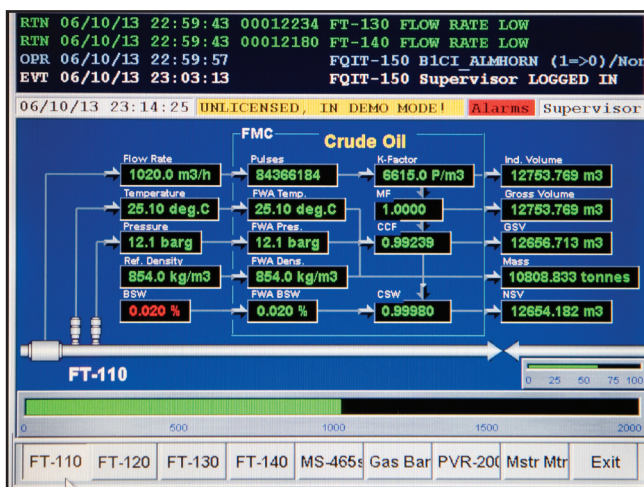 RTN 06/10/13 22:59:43 00012234 FT-130 FLOW RATE LOW
RTN 06/10/13 22:59:43 00012180 FT-140 FLOW RATE LOW
OPR 06/10/13 22:59:57 FQIT-150 B1CI_ALMHORN (1=>0)/Nor
EVT 06/10/13 23:03:13 FQIT-150 Supervisor LOGGED IN
06/10/13 23:14:25 UNLICENSED, IN DEMO MODE! Alarms Supervisor
FMC Crude Oil
Flow Rate Pulses K-Factor Ind. Volume
1020.0 m3/h 84366184 6615.0 P/m3 12753.769 m3
Temperature FWA Temp. MF Gross Volume
25.10 deg.C 25.10 deg.C 1.0000 12753.769 m3
Pressure FWA Pres. CCF GSV
12.1 barg 12.1 barg 0.99239 12656.713 m3
Ref. Density FWA Dens. Mass
854.0 kg/m3 854.0 kg/m3 10808.833 tonnes
BSW FWA BSW CSW NSV
0.020 % 0.020 % 0.99980 12654.182 m3
FT-110
0 25 50 75 100
0 500 1000 1500 2000
FT-110 FT-120 FT-130 FT-140 MS-465s Gas Bar PVR-200 Mstr Mtr Exit